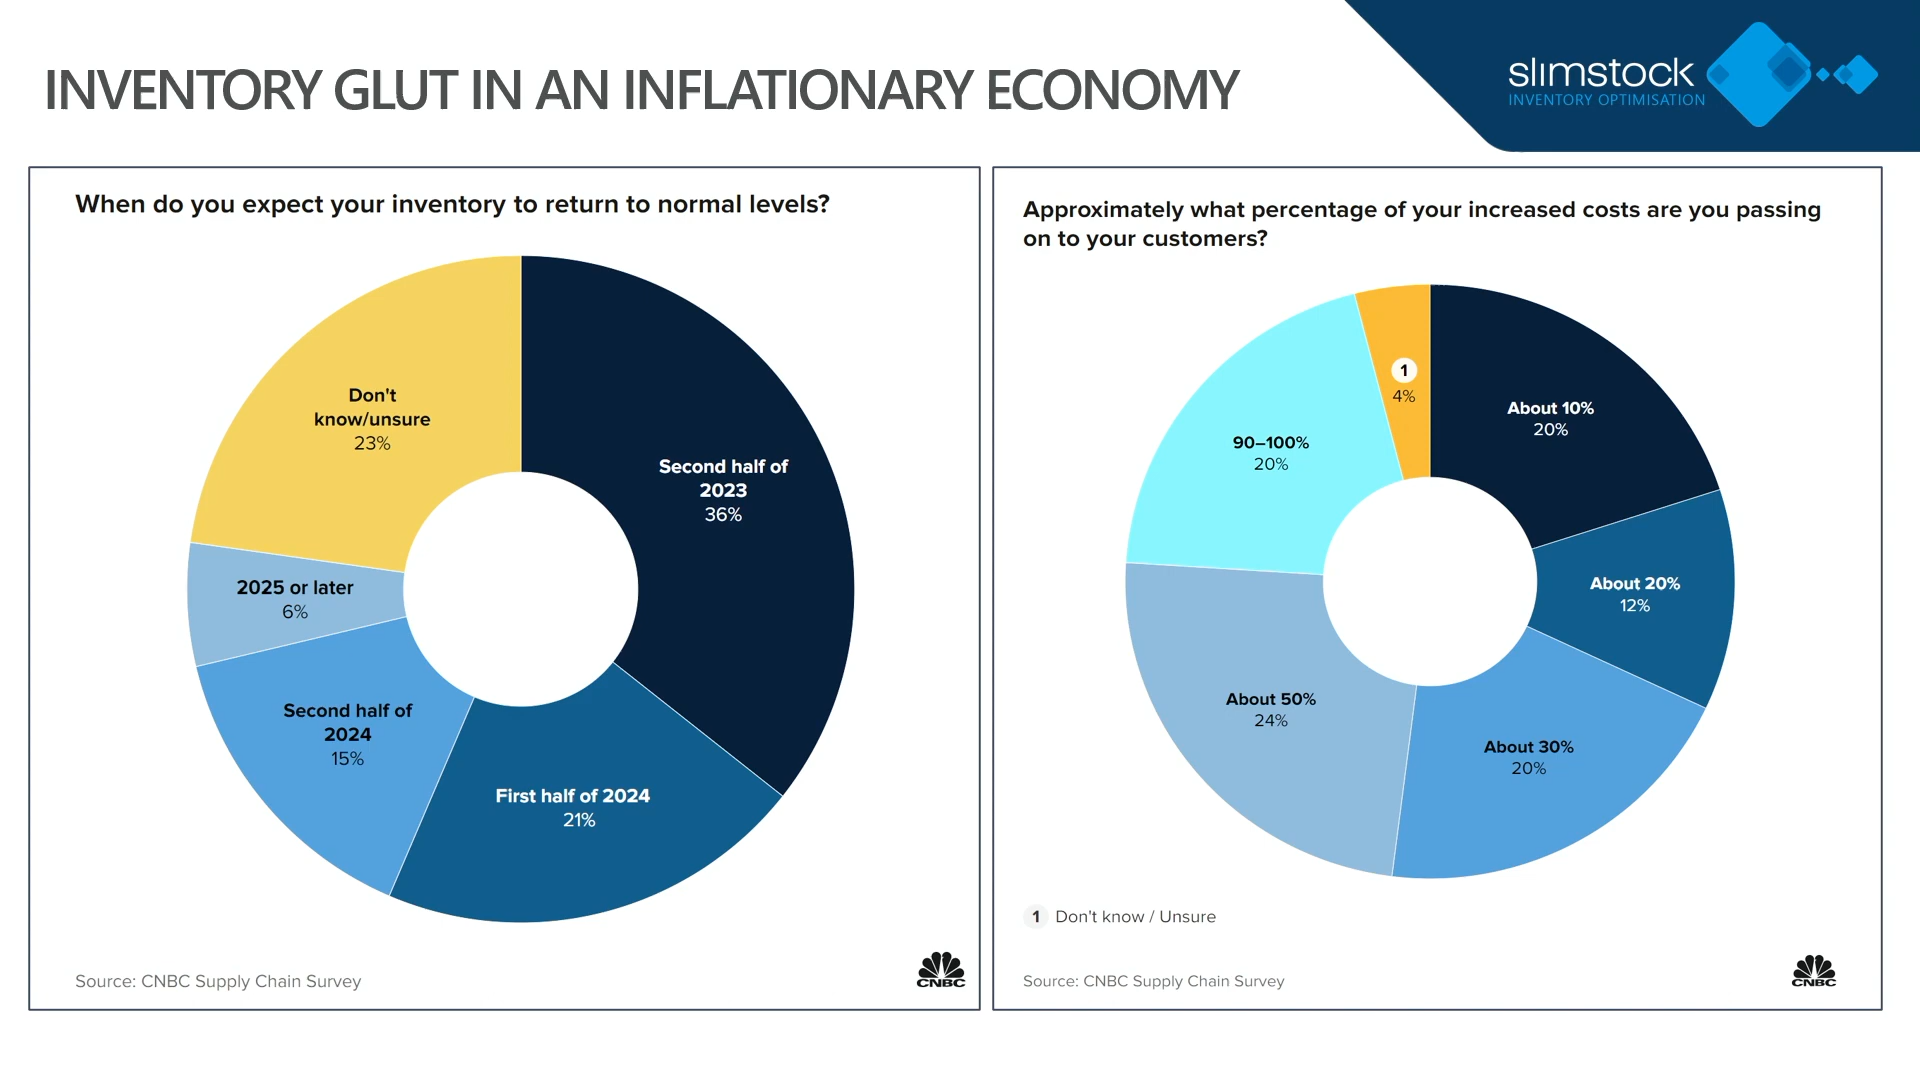 INVENTORY GLUT IN AN INFLATIONARY ECONOMY
slimstock
INVENTORY OPTIMISATION
When do you expect your inventory to return to normal levels?
Don't
know/unsure
23%
Second half of
2023
36%
2025 or later
6%
Second half of
2024
15%
First half of 2024
21%
Source: CNBC Supply Chain Survey
CNBC
Approximately what percentage of your increased costs are you passing
on to your customers?
1
4%
About 10%
20%
90–100%
20%
About 20%
12%
About 50%
24%
About 30%
20%
1 Don't know / Unsure
Source: CNBC Supply Chain Survey
CNBC